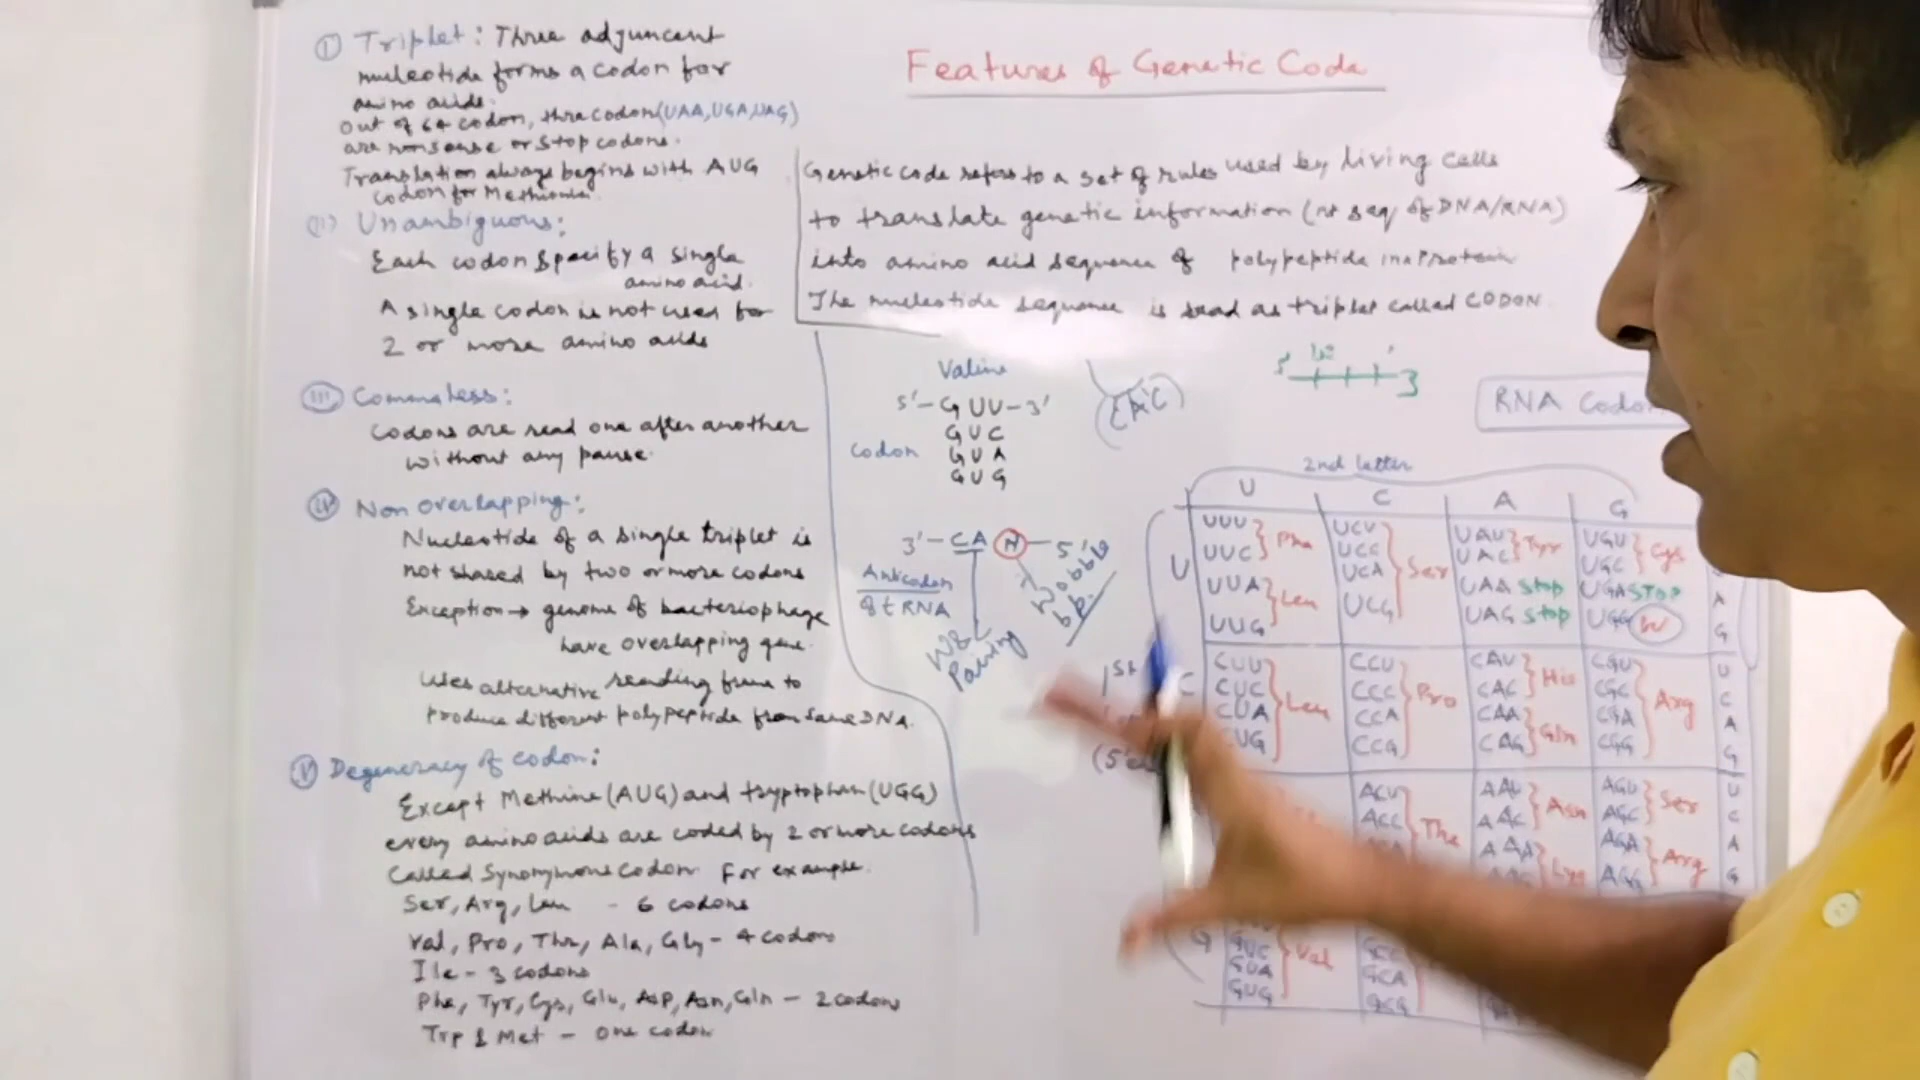 Features of Genetic Code
(I) Triplet: Three adjuncant
nucleotide forms a codon for
amino acids.
Out of 64 codon, three codon (UAA, UGA, UAG)
are nonsense or stop codons.
Translation always begins with AUG
codon for Methionine
(II) Unambiguous:
Each codon specify a single
amino acid.
A single codon is not used for
2 or more amino acids
(III) Commaless:
Codons are read one after another
without any pause.
(IV) Non overlapping:
Nucleotide of a single triplet is
not shared by two or more codons
Exception → genome of bacteriophage
have overlapping gene.
Uses alternative reading frame to
produce different polypeptide from same DNA.
(V) Degeneracy of codon:
Except Methine (AUG) and tryptophan (UGG)
every amino acids are coded by 2 or more codons
Called Synonymous Codon. For example.
Ser, Arg, Leu - 6 codons
Val, Pro, Thr, Ala, Gly - 4 codons
Ile - 3 codons
Phe, Tyr, Cys, Glu, Asp, Asn, Gln - 2 codons
Trp & Met - One codon
Genetic code refers to a set of rules used by living cells
to translate genetic information (nt seq of DNA/RNA)
into amino acid sequence of polypeptide in a Protein
The nucleotide sequence is read as triplet called CODON.
Valine
5'-GUU-3'
GUC
codon GUA
GUG
3'-CAN-5'
Anticodon
of tRNA
Pairing
Wobble
bp.
5' 3
RNA Codon
2nd letter
U C A G
U
UUU UUC } Phe
UUA UUG } Leu
UCU UCC UCA UCG } Ser
UAU UAC } Tyr
UAA stop
UAG stop
UGU UGC } Cys
UGA STOP
UGG W
A
G
1st
C
CUU CUC CUA CUG } Leu
CCU CCC CCA CCG } Pro
CAU CAC } His
CAA CAG } Gln
CGU CGC CGA CGG } Arg
U
C
A
G
ACU ACC } The
AAU AAC } Asn
AAA AAG } Lys
AGU AGC } Ser
AGA AGG } Arg
U
C
A
G
G
GUC GUA GUG } Val
GCA GCG